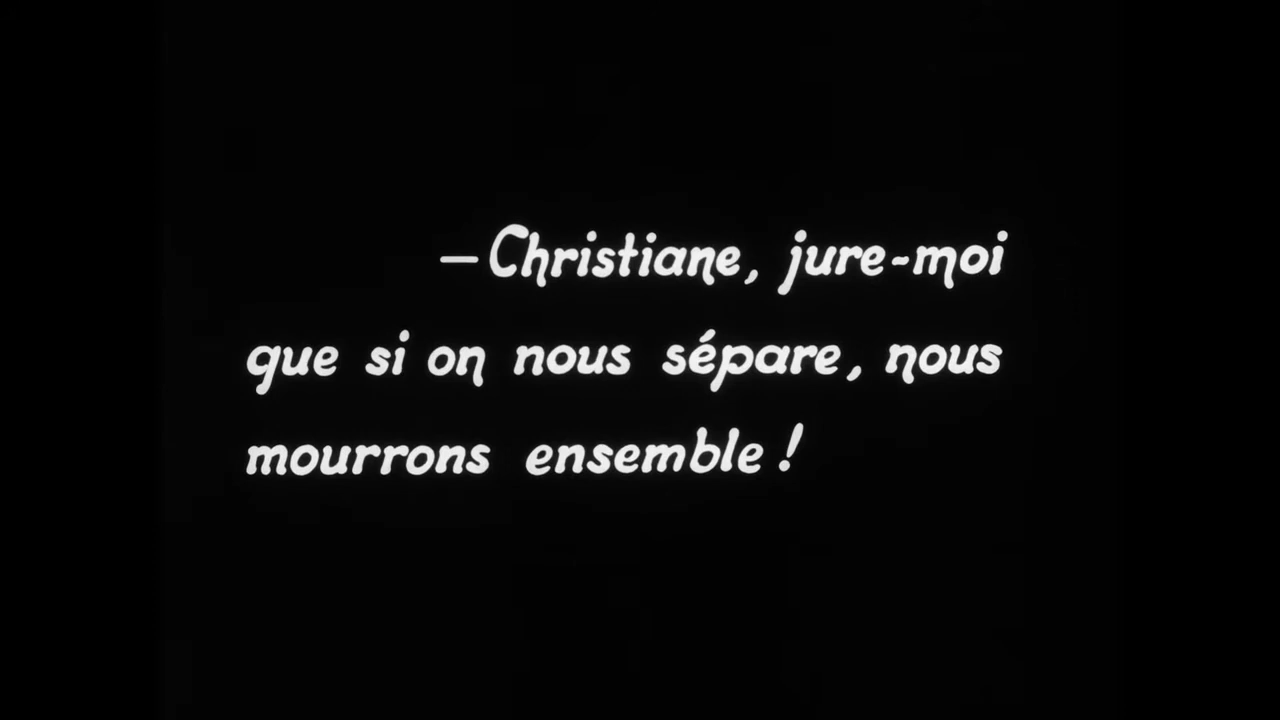 —Christiane, jure-moi
que si on nous sépare, nous
mourrons ensemble !